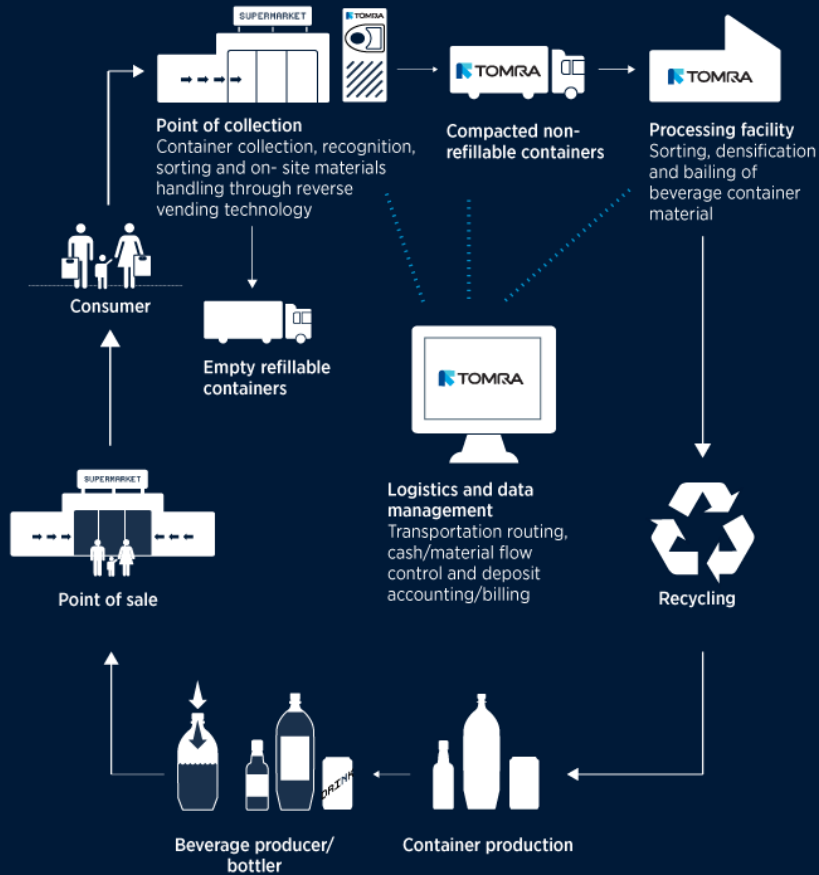 SUPERMARKET
TOMRA
TOMRA
TOMRA
Point of collection
Container collection, recognition,
sorting and on- site materials
handling through reverse
vending technology
Compacted non-
refillable containers
Processing facility
Sorting, densification
and bailing of
beverage container
material
Consumer
Empty refillable
containers
TOMRA
Logistics and data
management
Transportation routing,
cash/material flow
control and deposit
accounting/billing
SUPERMARKET
Point of sale
Recycling
DRINK
Beverage producer/
bottler
Container production